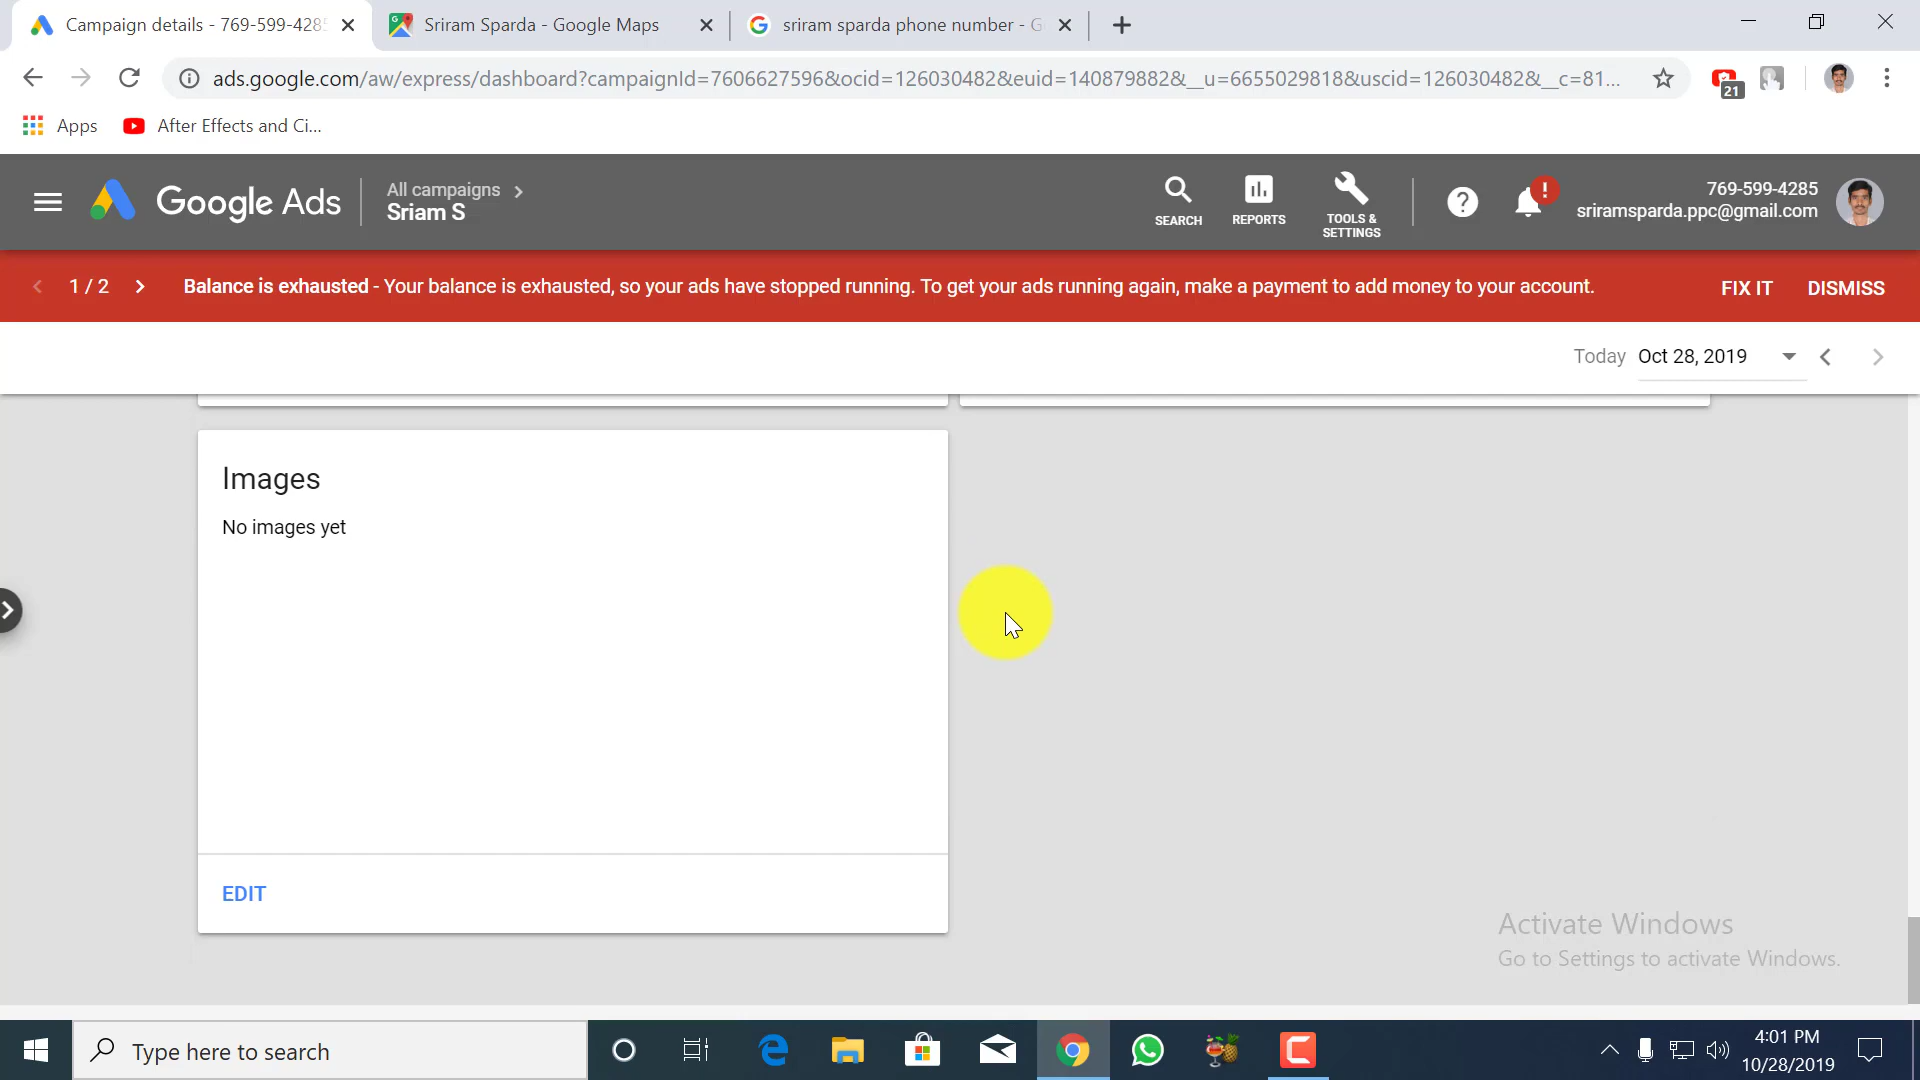 Campaign details - 769-599-4285
Sriram Sparda - Google Maps
sriram sparda phone number - G
ads.google.com/aw/express/dashboard?campaignId=7606627596&ocid=126030482&euid=140879882&__u=6655029818&uscid=126030482&__c=81...
21
Apps
After Effects and Ci...
Google Ads
All campaigns
Sriam S
SEARCH
REPORTS
TOOLS &
SETTINGS
769-599-4285
sriramsparda.ppc@gmail.com
1 / 2
Balance is exhausted - Your balance is exhausted, so your ads have stopped running. To get your ads running again, make a payment to add money to your account.
FIX IT
DISMISS
Today Oct 28, 2019
Images
No images yet
EDIT
Activate Windows
Go to Settings to activate Windows.
Type here to search
4:01 PM
10/28/2019